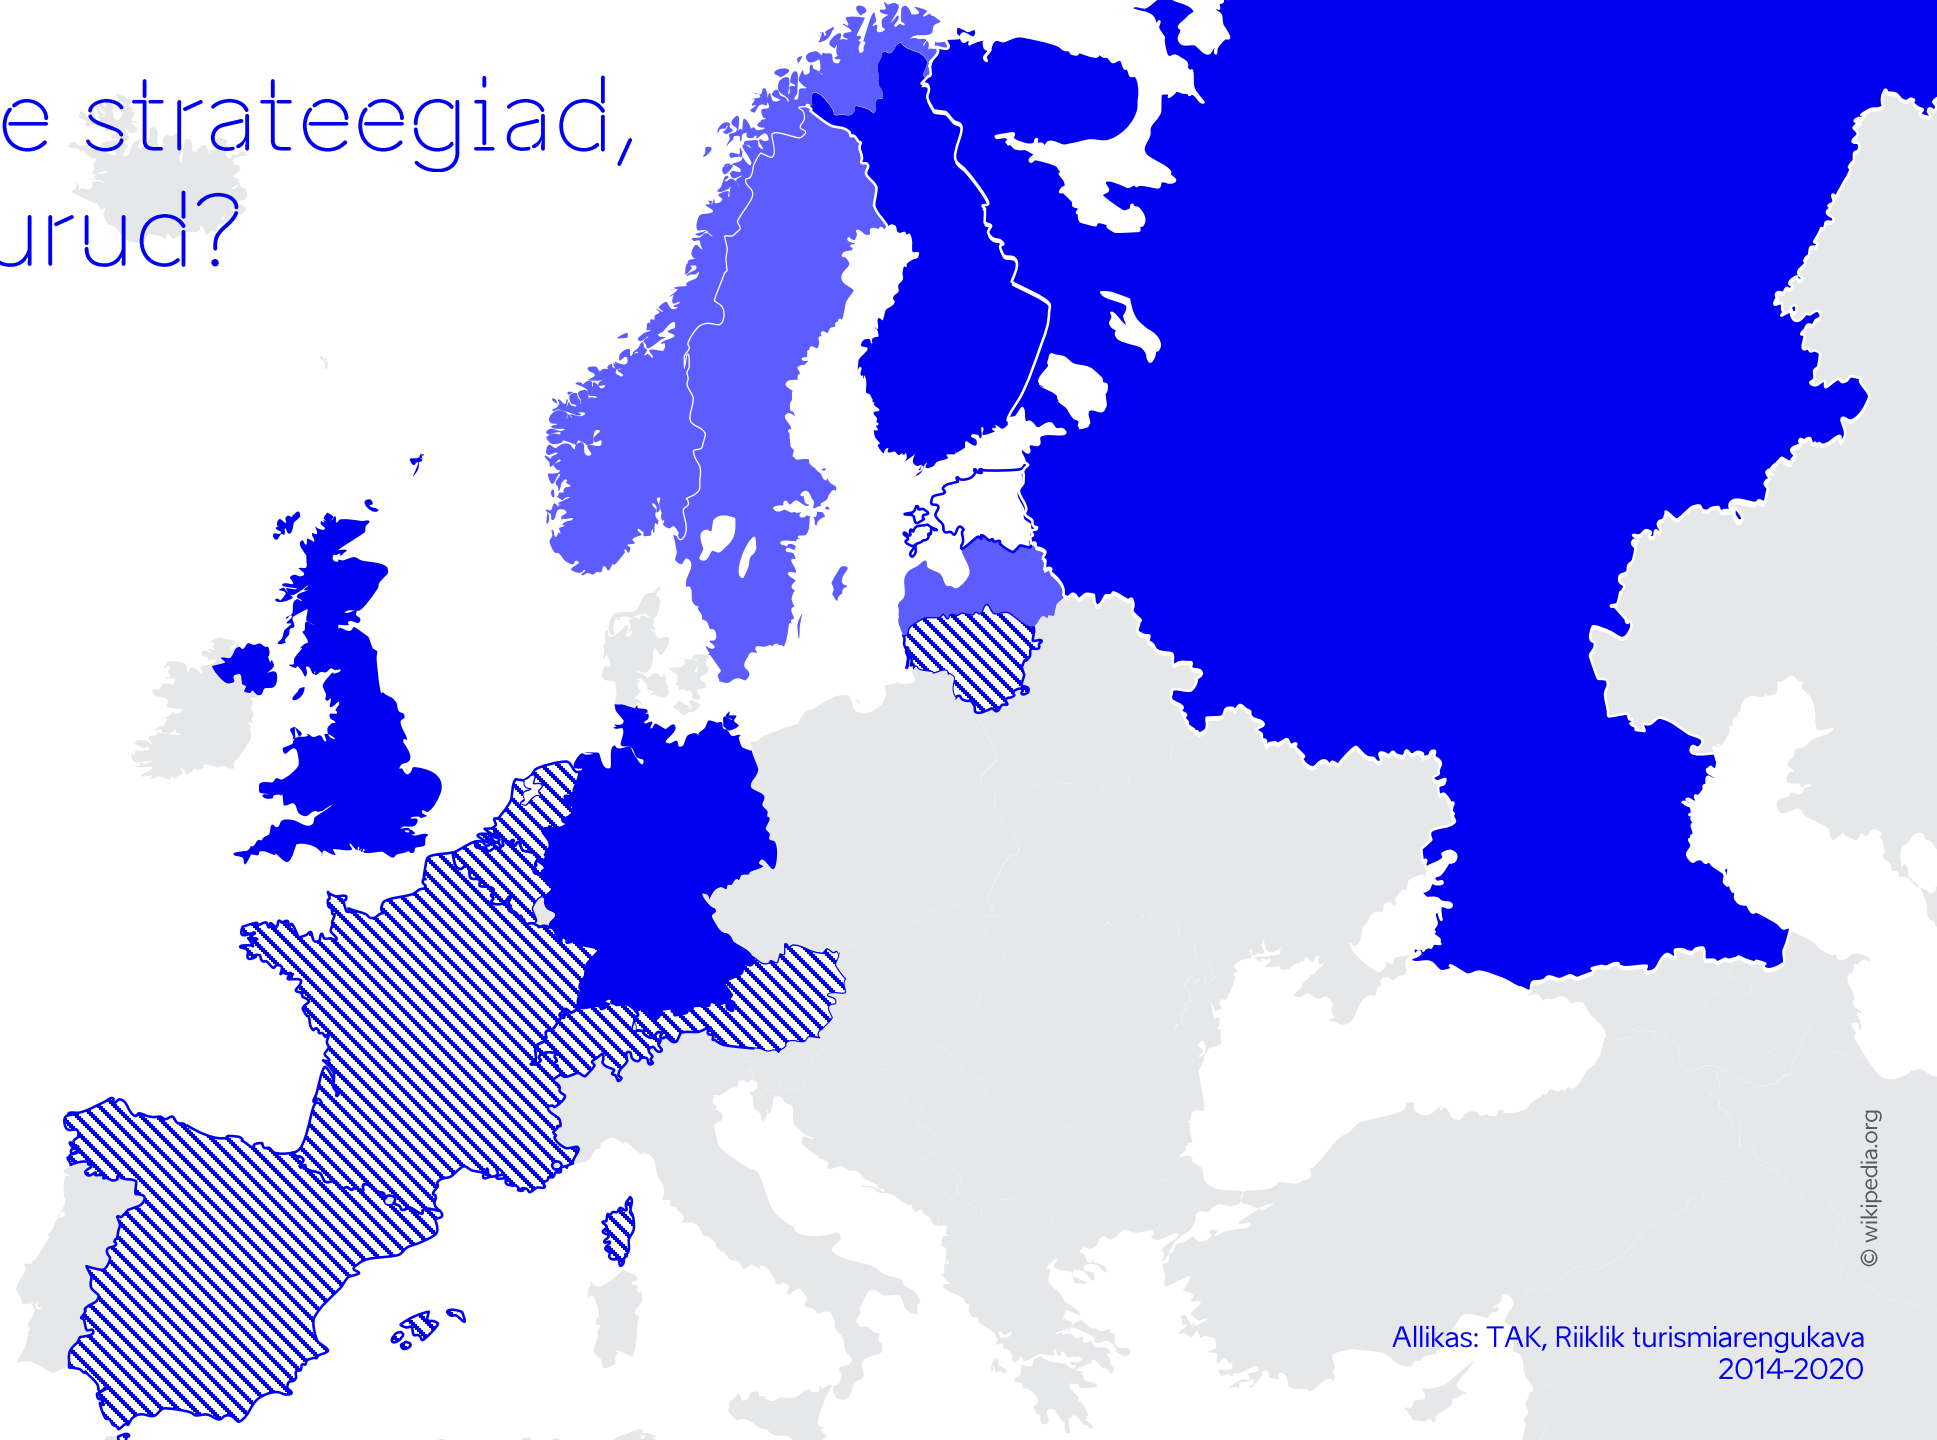 e strateegiad,
urud?
© wikipedia.org
Allikas: TAK, Riiklik turismiarengukava
2014-2020